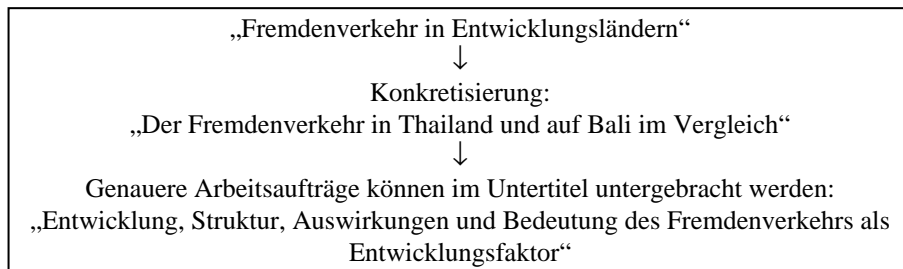 „Fremdenverkehr in Entwicklungsländern“
↓
Konkretisierung:
„Der Fremdenverkehr in Thailand und auf Bali im Vergleich“
↓
Genauere Arbeitsaufträge können im Untertitel untergebracht werden:
„Entwicklung, Struktur, Auswirkungen und Bedeutung des Fremdenverkehrs als
Entwicklungsfaktor“